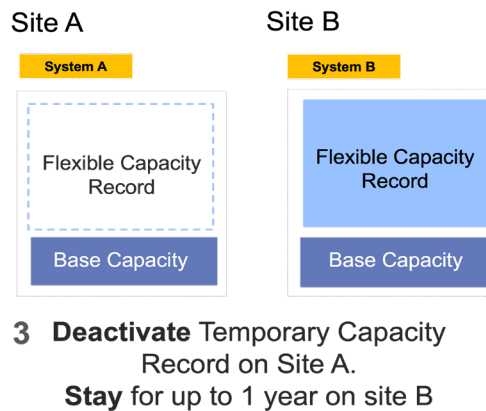 Site A
Site B
System A
System B
Flexible Capacity
Record
Flexible Capacity
Record
Base Capacity
Base Capacity
3 Deactivate Temporary Capacity
Record on Site A.
Stay for up to 1 year on site B